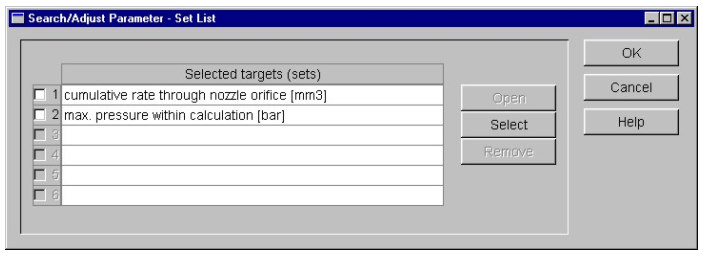 Search/Adjust Parameter - Set List
OK
Selected targets (sets)
1 cumulative rate through nozzle orifice [mm3]
Open
Cancel
2 max. pressure within calculation [bar]
Select
Help
3
4
Remove
5
6